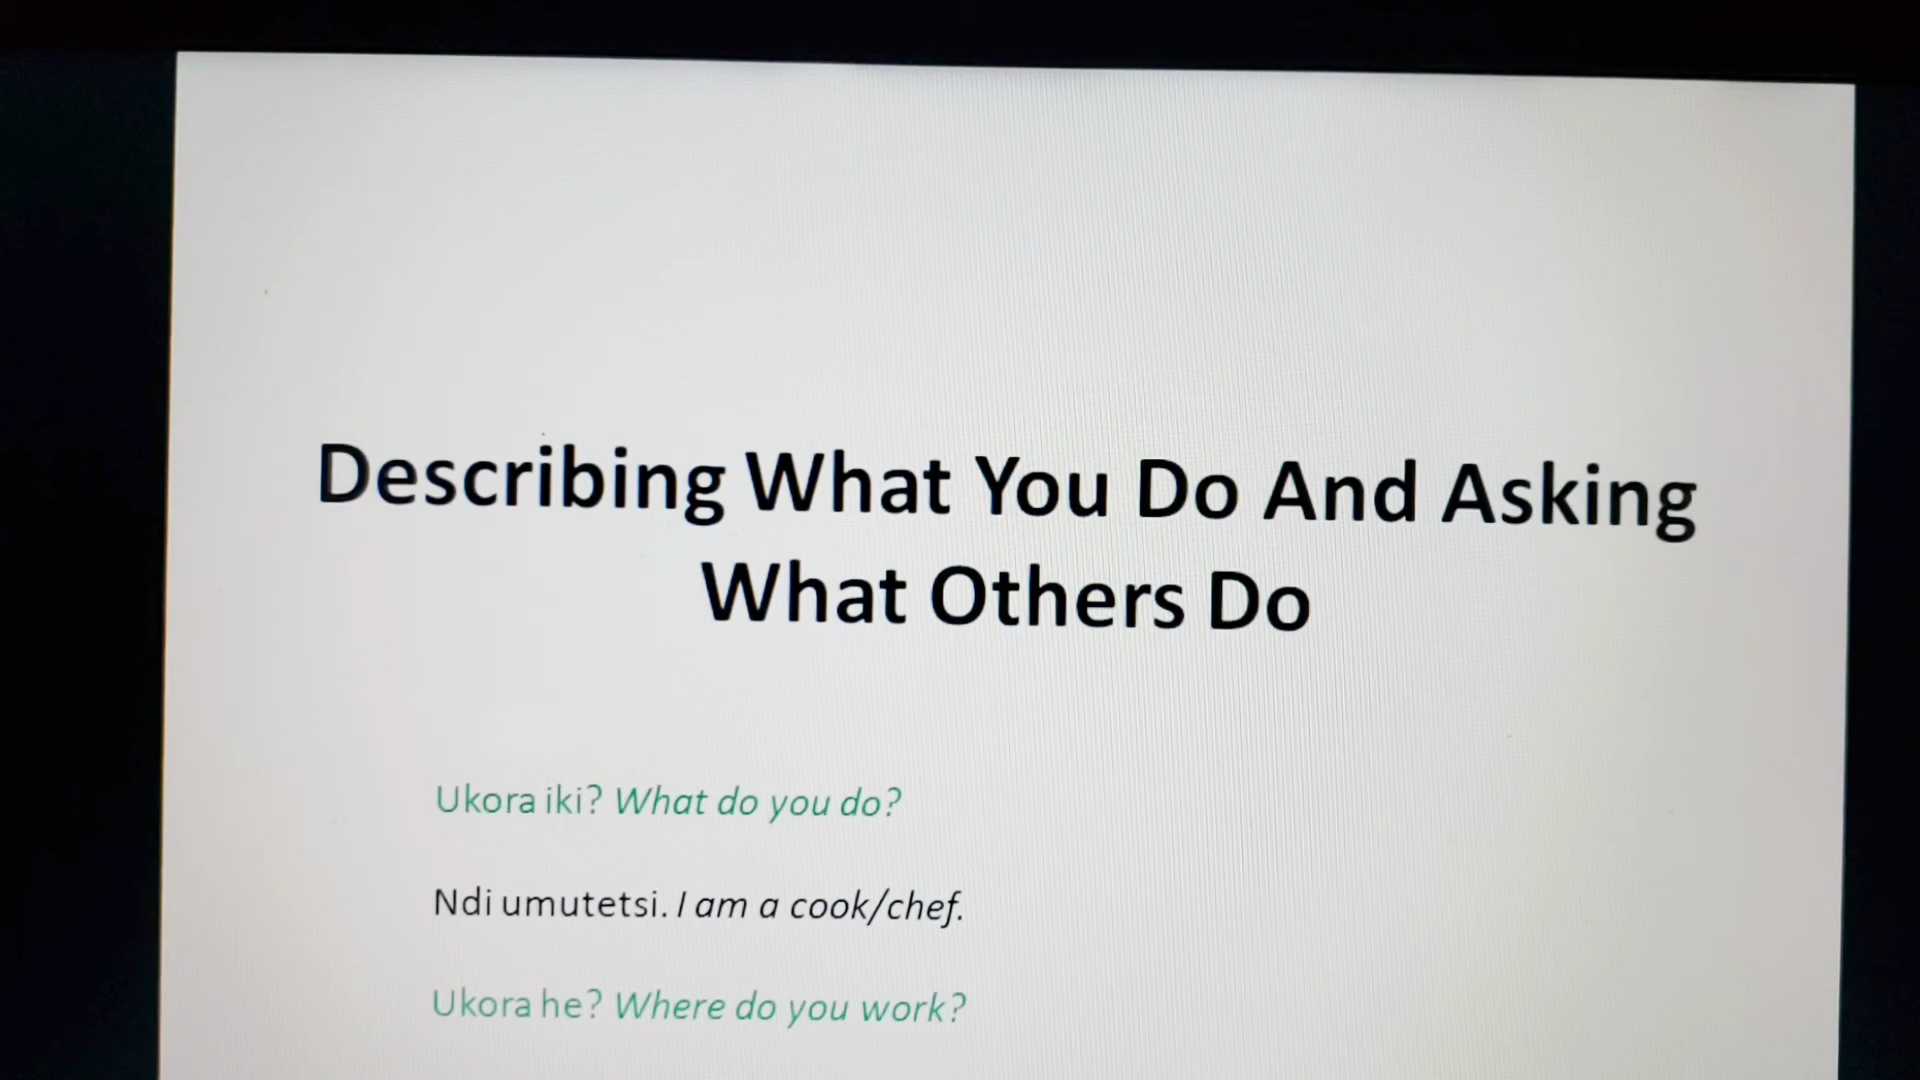 Describing What You Do And Asking
What Others Do
Ukora iki? What do you do?
Ndi umutetsi. I am a cook/chef.
Ukora he? Where do you work?